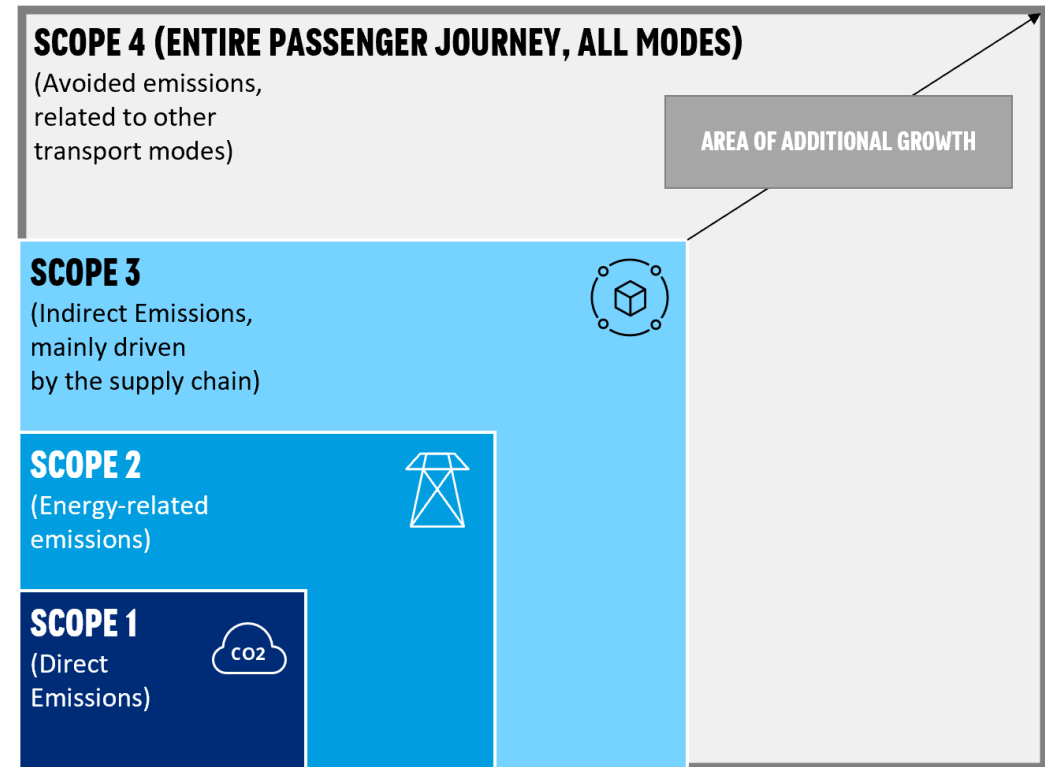 SCOPE 4 (ENTIRE PASSENGER JOURNEY, ALL MODES)
(Avoided emissions,
related to other
transport modes)
AREA OF ADDITIONAL GROWTH
SCOPE 3
(Indirect Emissions,
mainly driven
by the supply chain)
SCOPE 2
(Energy-related
emissions)
SCOPE 1
(Direct
Emissions)
CO2